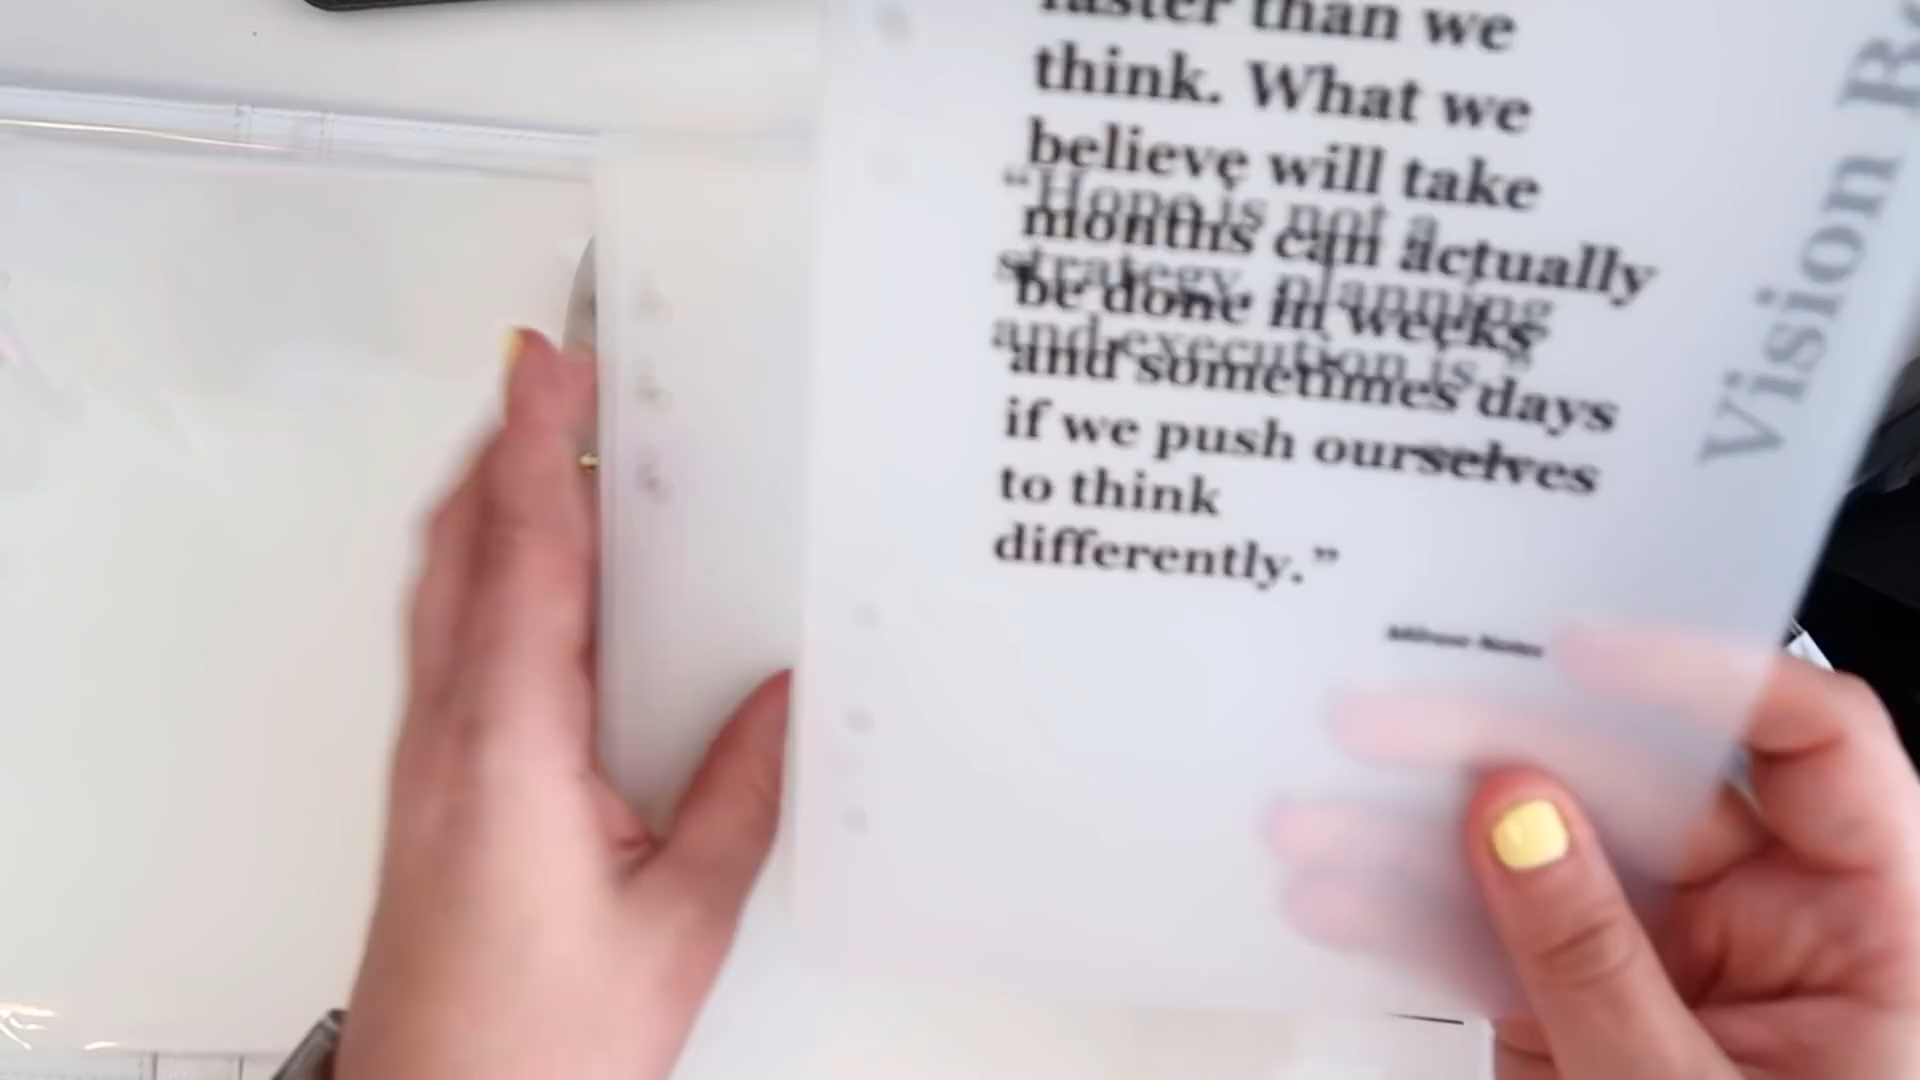 faster than we
think. What we
believe will take
months can actually
be done in weeks
and sometimes days
if we push ourselves
to think
differently.”
“Hope is not a
strategy, planning
and execution is.”
Vision